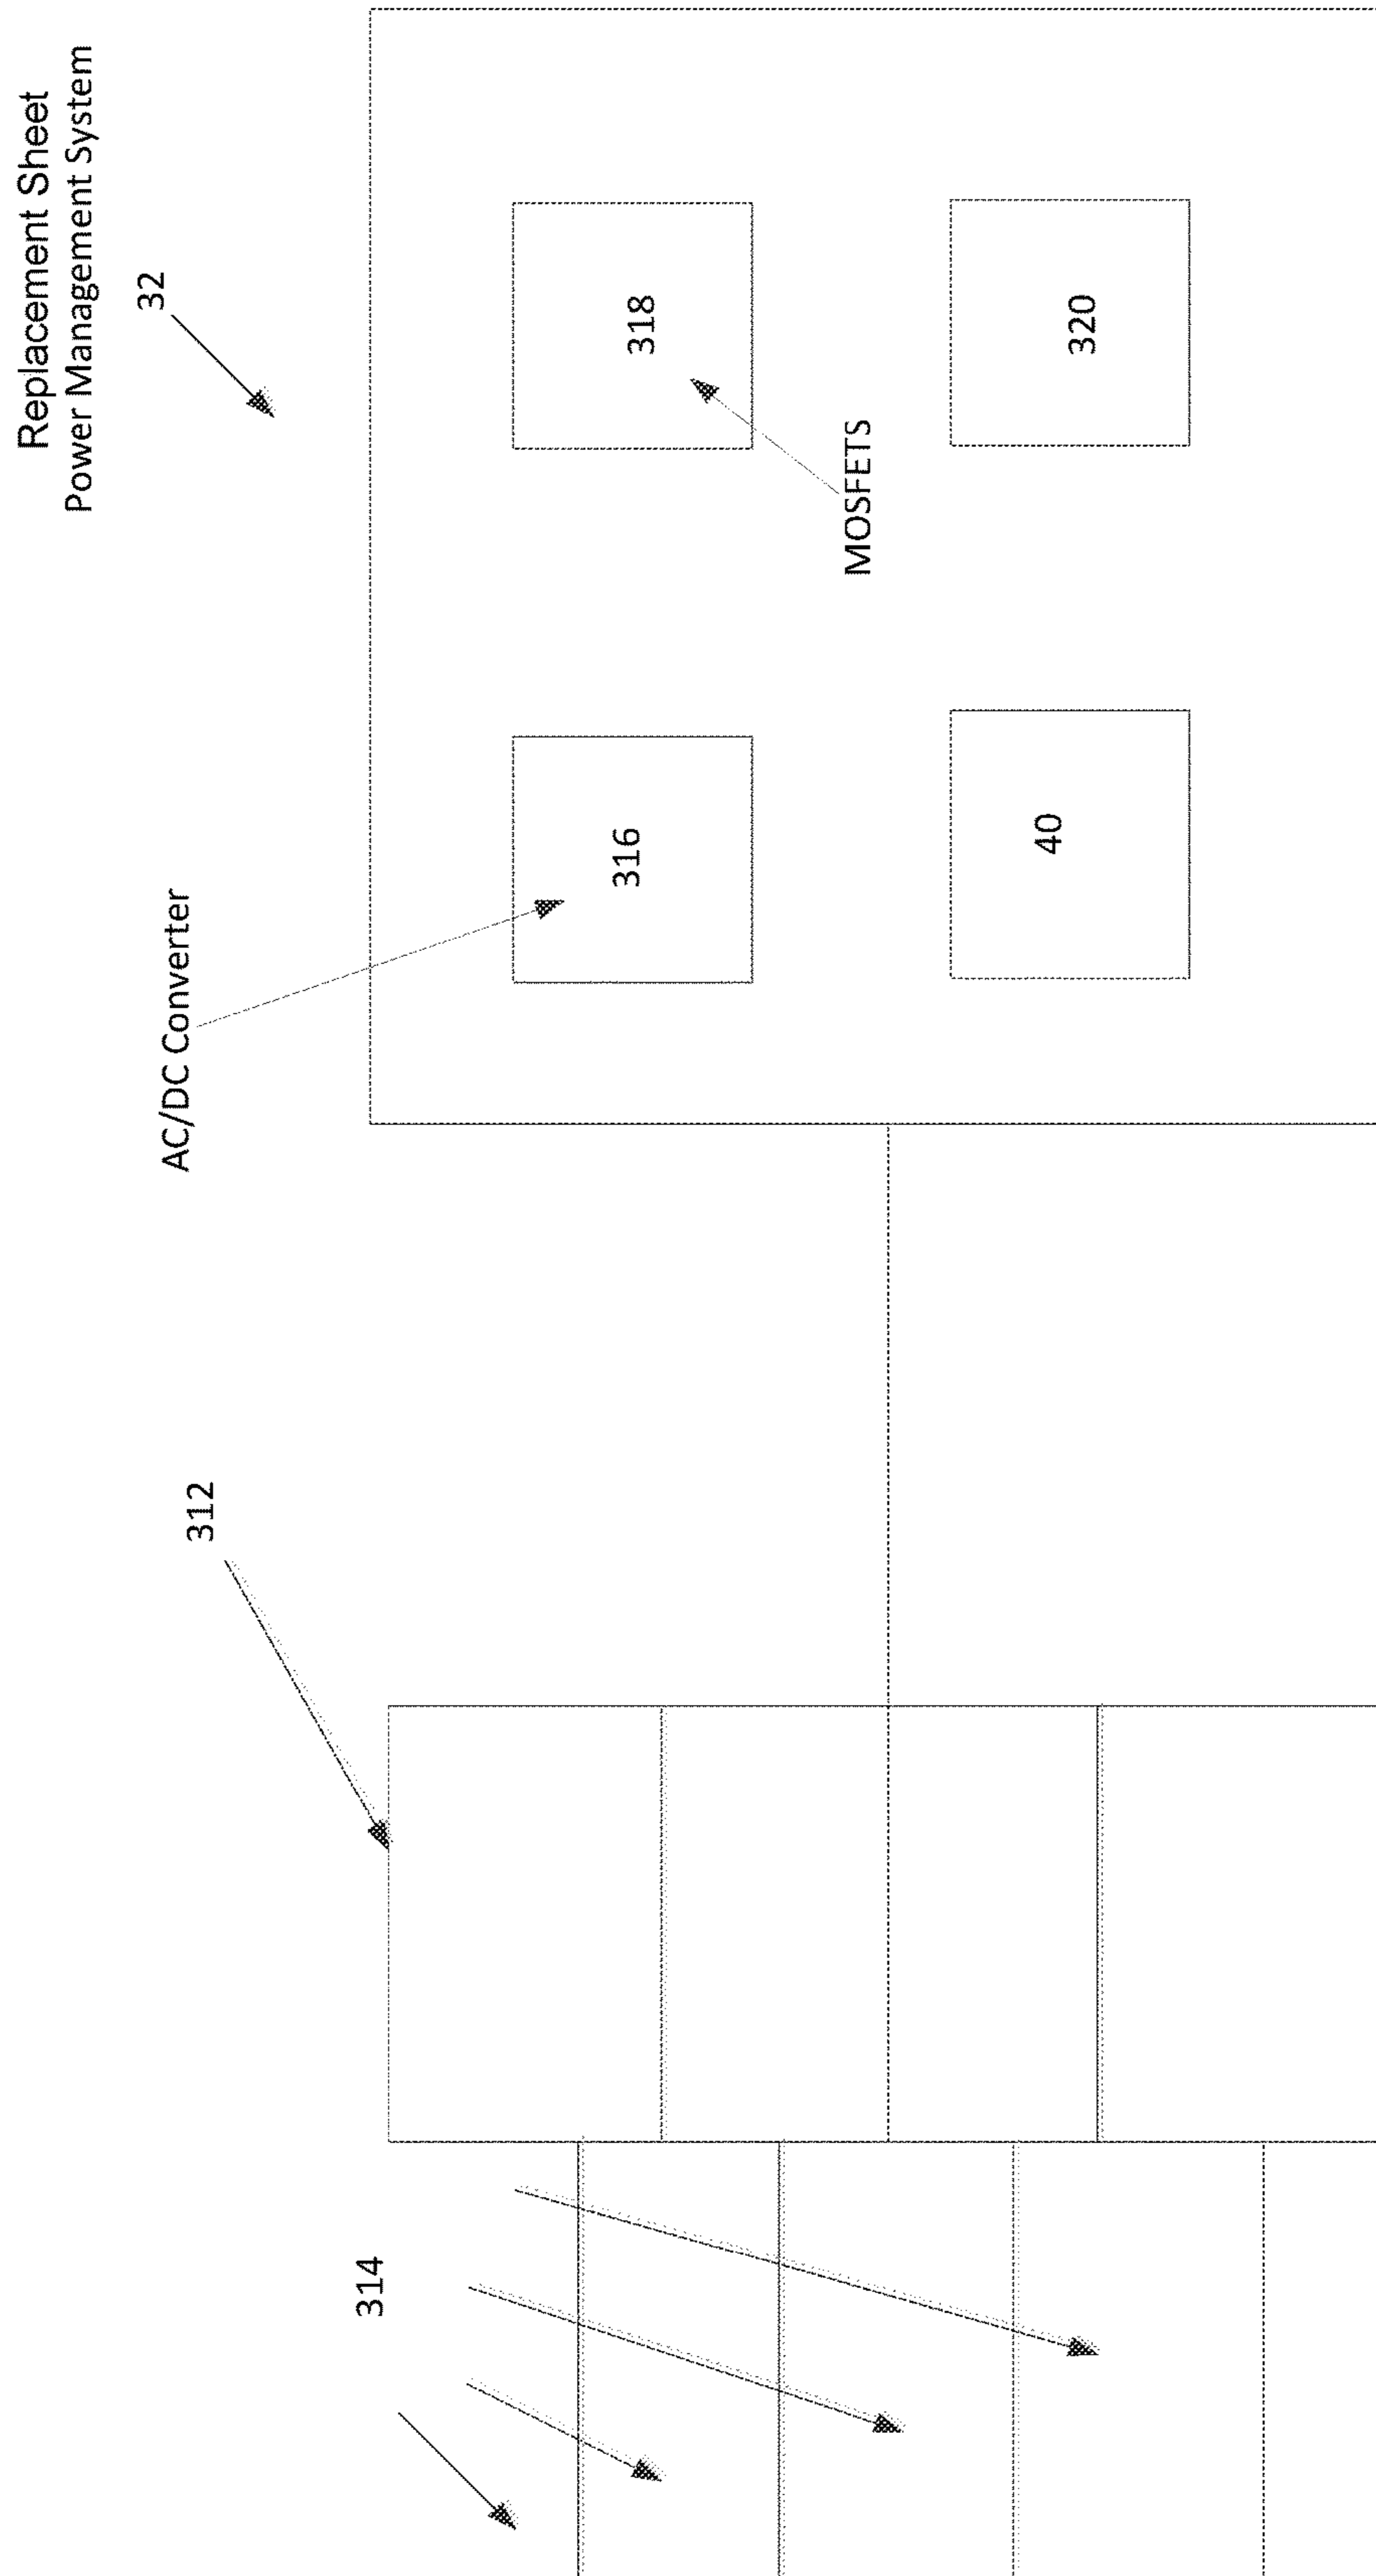 Replacement Sheet
Power Management System
32
AC/DC Converter
312
314
316
318
MOSFETS
40
320